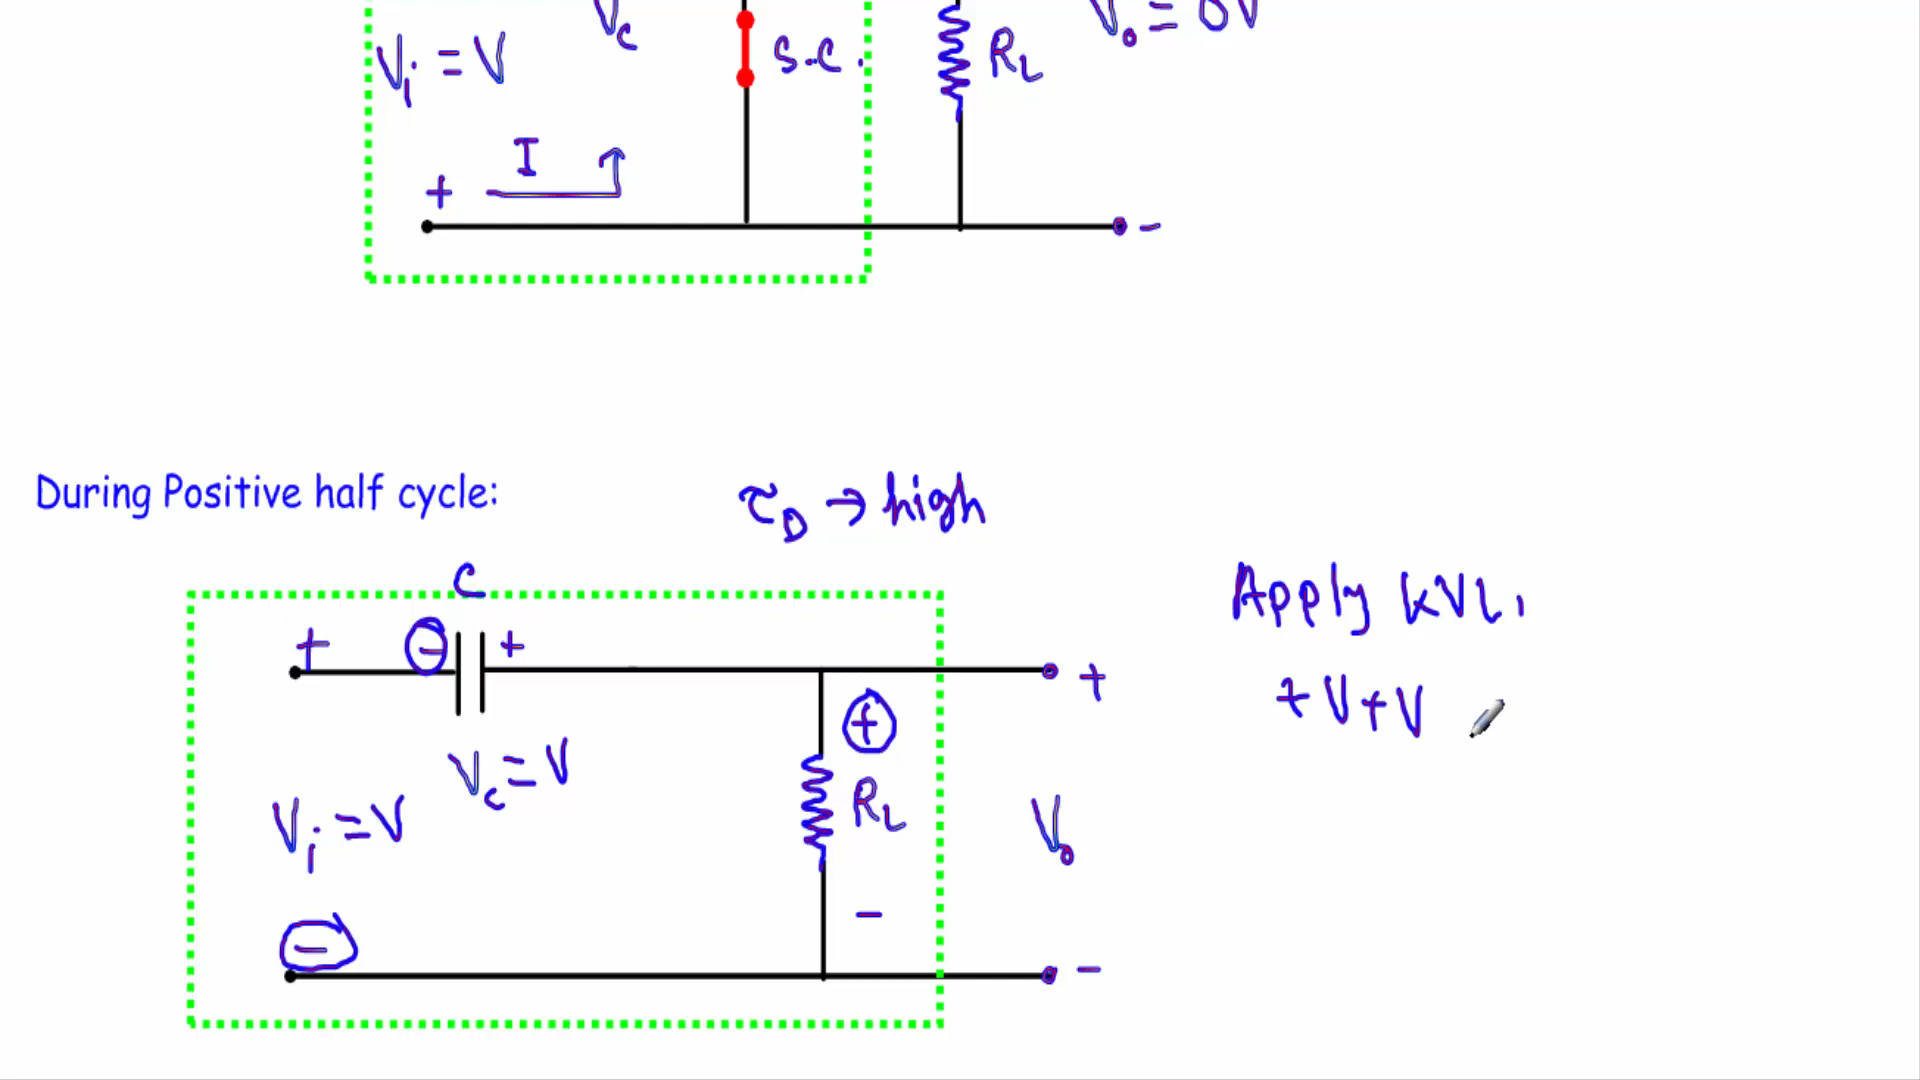 Vc
Vi = V
S.C.
RL
Vo = 0V
I
+
-
During Positive half cycle:
τD → high
C
Apply KVL,
+ - +
+
+V+V
+
Vc = V
RL
Vi = V
Vo
-
- -